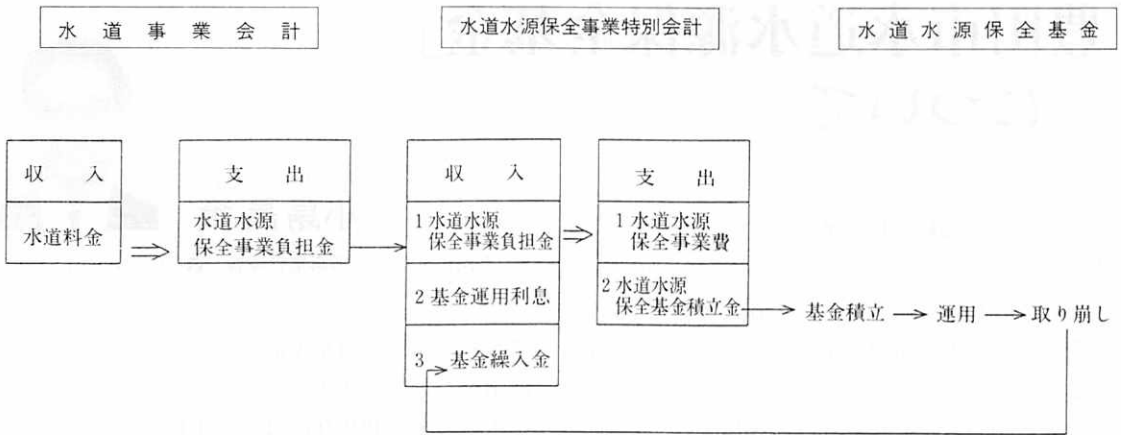 水道事業会計
水道水源保全事業特別会計
水道水源保全基金
収入
水道料金
支出
水道水源
保全事業負担金
収入
1 水道水源
保全事業負担金
2 基金運用利息
3 基金繰入金
支出
1 水道水源
保全事業費
2 水道水源
保全基金積立金
基金積立
運用
取り崩し